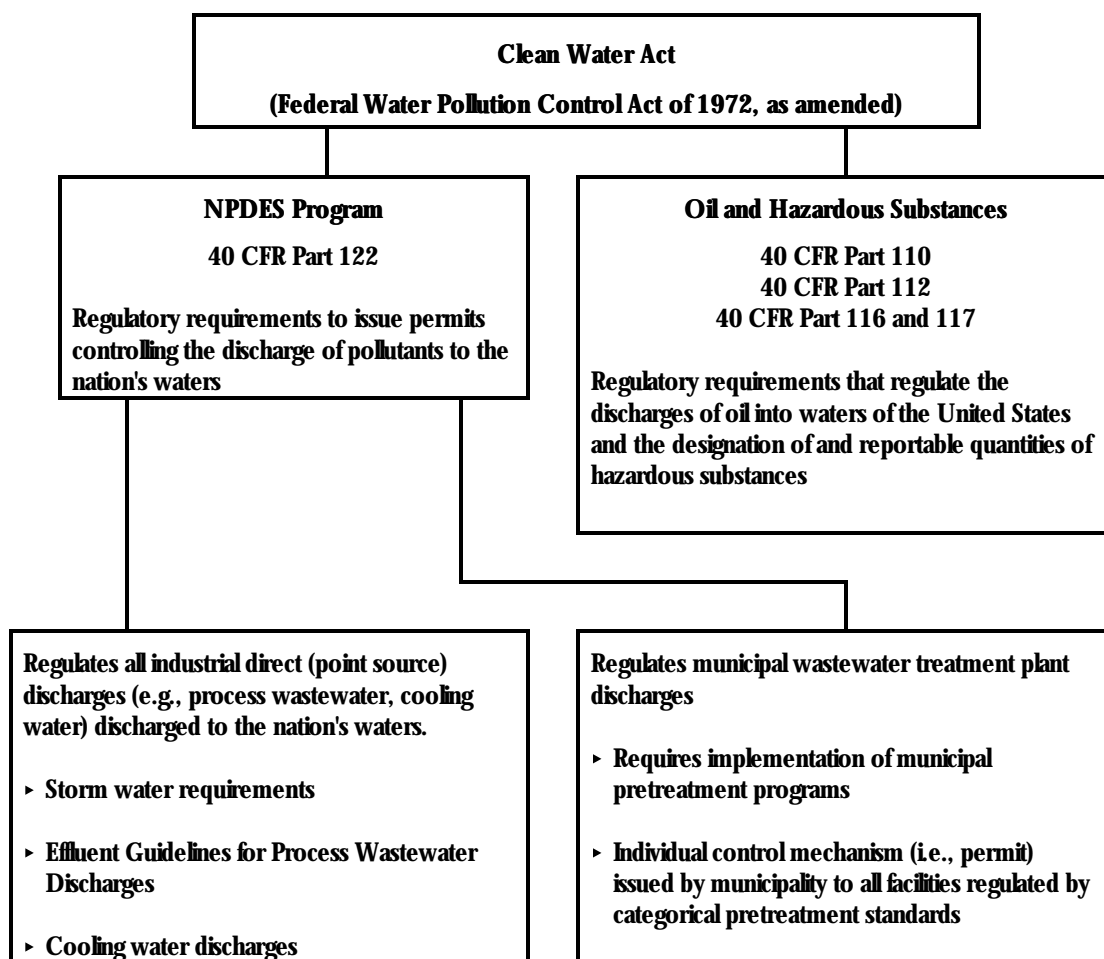 Clean Water Act
(Federal Water Pollution Control Act of 1972, as amended)
NPDES Program
40 CFR Part 122
Regulatory requirements to issue permits
controlling the discharge of pollutants to the
nation's waters
Oil and Hazardous Substances
40 CFR Part 110
40 CFR Part 112
40 CFR Part 116 and 117
Regulatory requirements that regulate the
discharges of oil into waters of the United States
and the designation of and reportable quantities of
hazardous substances
Regulates all industrial direct (point source)
discharges (e.g., process wastewater, cooling
water) discharged to the nation's waters.
▸ Storm water requirements
▸ Effluent Guidelines for Process Wastewater
Discharges
▸ Cooling water discharges
Regulates municipal wastewater treatment plant
discharges
▸ Requires implementation of municipal
pretreatment programs
▸ Individual control mechanism (i.e., permit)
issued by municipality to all facilities regulated by
categorical pretreatment standards